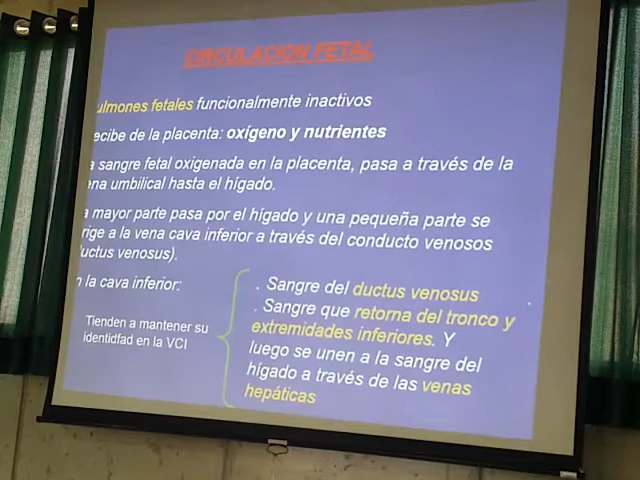 CIRCULACION FETAL
ulmones fetales funcionalmente inactivos
ecibe de la placenta: oxígeno y nutrientes
a sangre fetal oxigenada en la placenta, pasa a través de la
ena umbilical hasta el hígado.
a mayor parte pasa por el hígado y una pequeña parte se
rige a la vena cava inferior a través del conducto venosos
uctus venosus).
n la cava inferior:
Tienden a mantener su
identidfad en la VCI
. Sangre del ductus venosus
. Sangre que retorna del tronco y
extremidades inferiores. Y
luego se unen a la sangre del
hígado a través de las venas
hepáticas